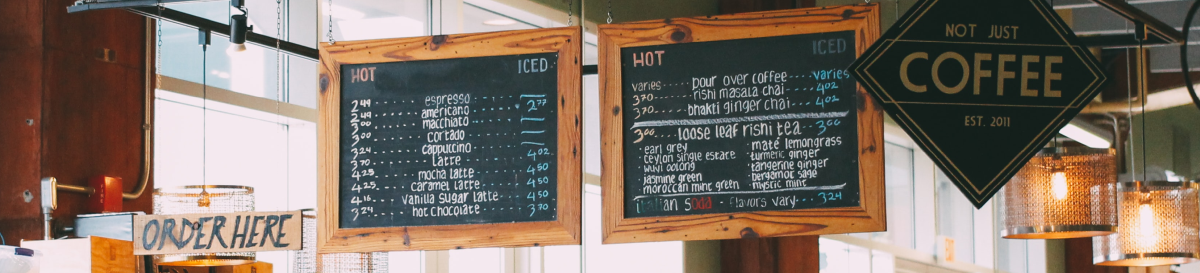 HOT ICED
2.49 espresso
2.49 americano 2.77
3.00 macchiato
3.00 cortado
3.24 cappuccino
3.70 latte 4.02
4.25 mocha latte 4.50
4.25 caramel latte 4.50
4.16 vanilla sugar latte 4.50
3.24 hot chocolate 3.70
HOT ICED
varies pour over coffee varies
3.70 rishi masala chai 4.02
3.70 bhakti ginger chai 4.02
3.00 loose leaf rishi tea 3.00
· earl grey · mate lemongrass
· ceylon single estate · turmeric ginger
· wuyi oolong · tangerine ginger
· jasmine green · bergamot sage
· moroccan mint green · mystic mint
italian soda - flavors vary 3.24
NOT JUST
COFFEE
EST. 2011
ORDER HERE